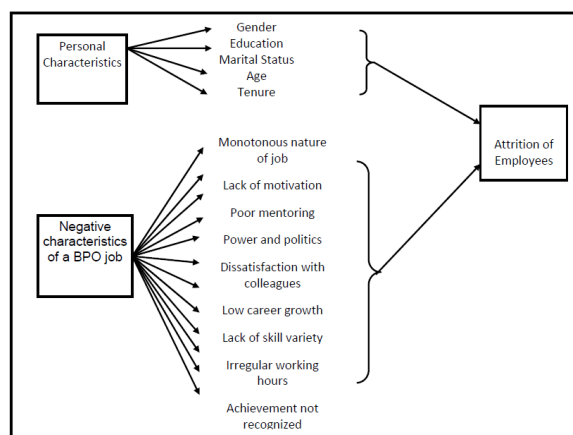 Personal
Characteristics
Gender
Education
Marital Status
Age
Tenure
Attrition of
Employees
Negative
characteristics
of a BPO job
Monotonous nature
of job
Lack of motivation
Poor mentoring
Power and politics
Dissatisfaction with
colleagues
Low career growth
Lack of skill variety
Irregular working
hours
Achievement not
recognized